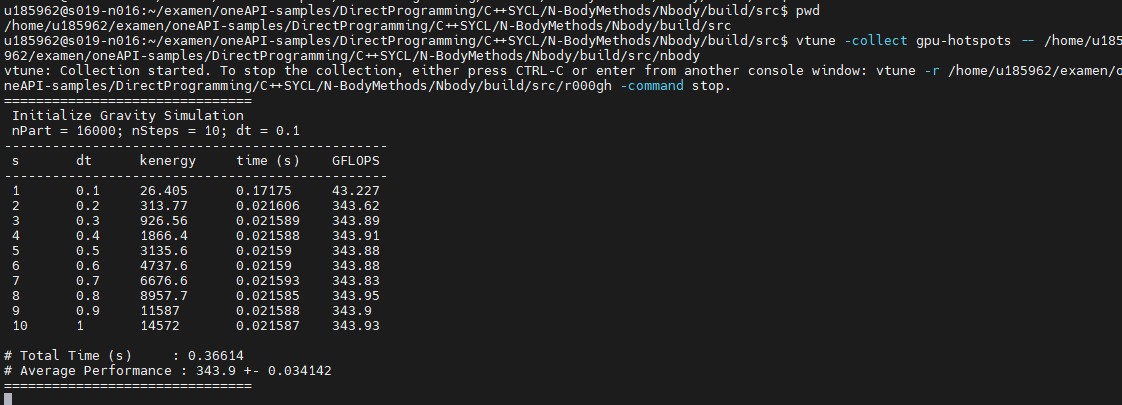 u185962@s019-n016:~/examen/oneAPI-samples/DirectProgramming/C++SYCL/N-BodyMethods/Nbody/build/src$ pwd
/home/u185962/examen/oneAPI-samples/DirectProgramming/C++SYCL/N-BodyMethods/Nbody/build/src
u185962@s019-n016:~/examen/oneAPI-samples/DirectProgramming/C++SYCL/N-BodyMethods/Nbody/build/src$ vtune -collect gpu-hotspots -- /home/u185
962/examen/oneAPI-samples/DirectProgramming/C++SYCL/N-BodyMethods/Nbody/build/src/nbody
vtune: Collection started. To stop the collection, either press CTRL-C or enter from another console window: vtune -r /home/u185962/examen/o
neAPI-samples/DirectProgramming/C++SYCL/N-BodyMethods/Nbody/build/src/r000gh -command stop.
===============================
Initialize Gravity Simulation
nPart = 16000; nSteps = 10; dt = 0.1
------------------------------------------------
s dt kenergy time (s) GFLOPS
------------------------------------------------
1 0.1 26.405 0.17175 43.227
2 0.2 313.77 0.021606 343.62
3 0.3 926.56 0.021589 343.89
4 0.4 1866.4 0.021588 343.91
5 0.5 3135.6 0.02159 343.88
6 0.6 4737.6 0.02159 343.88
7 0.7 6676.6 0.021593 343.83
8 0.8 8957.7 0.021585 343.95
9 0.9 11587 0.021588 343.9
10 1 14572 0.021587 343.93
# Total Time (s) : 0.36614
# Average Performance : 343.9 +- 0.034142
===============================